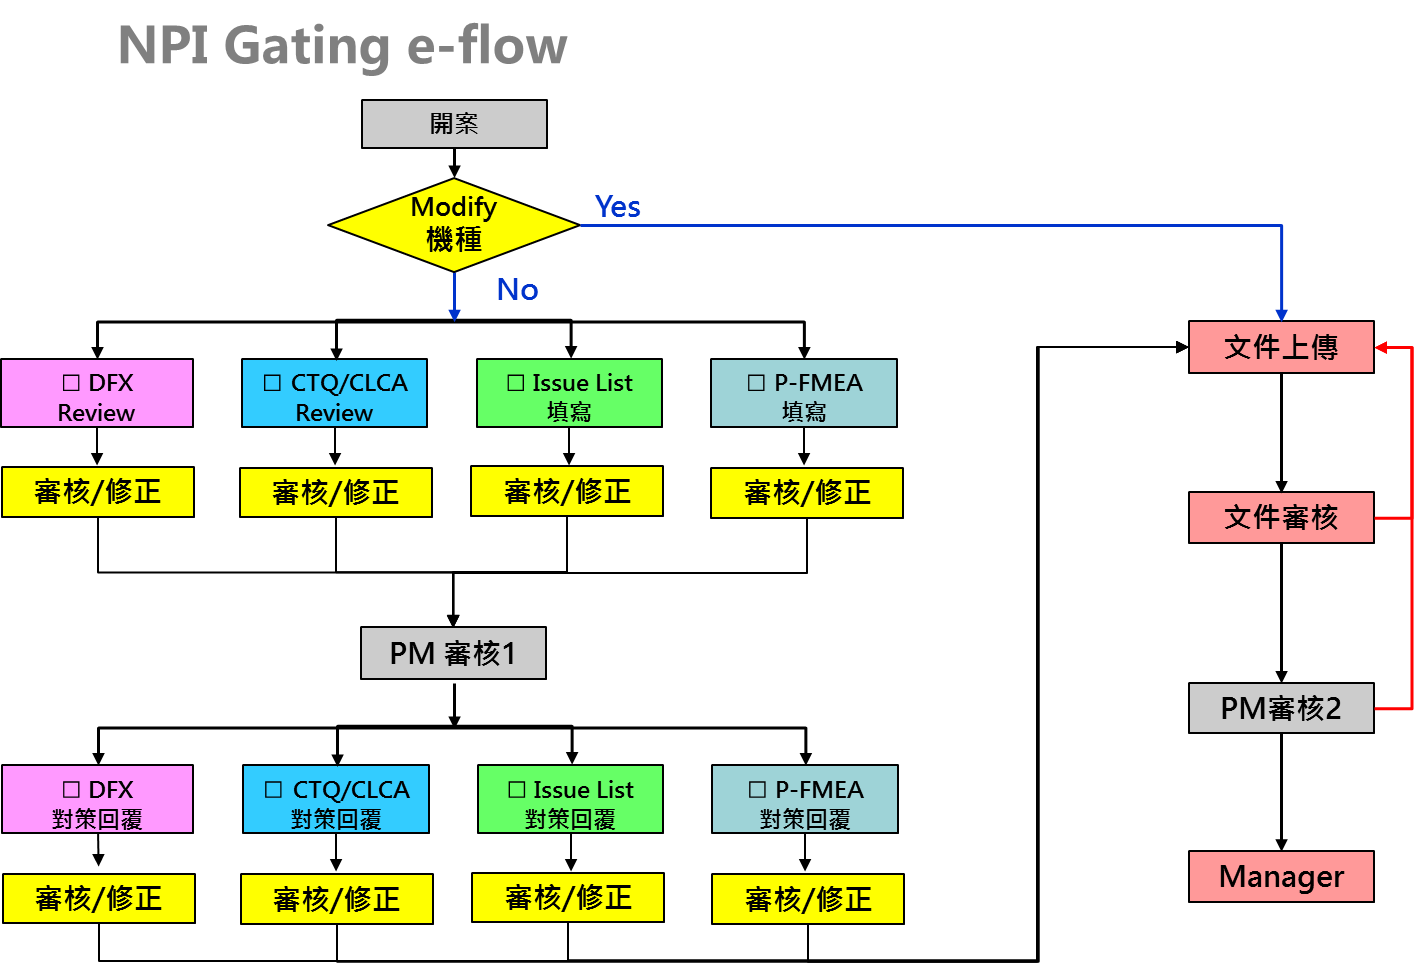 NPI Gating e-flow
開案
Modify
機種
Yes
No
□ DFX
Review
□ CTQ/CLCA
Review
□ Issue List
填寫
□ P-FMEA
填寫
審核/修正
審核/修正
審核/修正
審核/修正
PM 審核1
□ DFX
對策回覆
□ CTQ/CLCA
對策回覆
□ Issue List
對策回覆
□ P-FMEA
對策回覆
審核/修正
審核/修正
審核/修正
審核/修正
文件上傳
文件審核
PM審核2
Manager